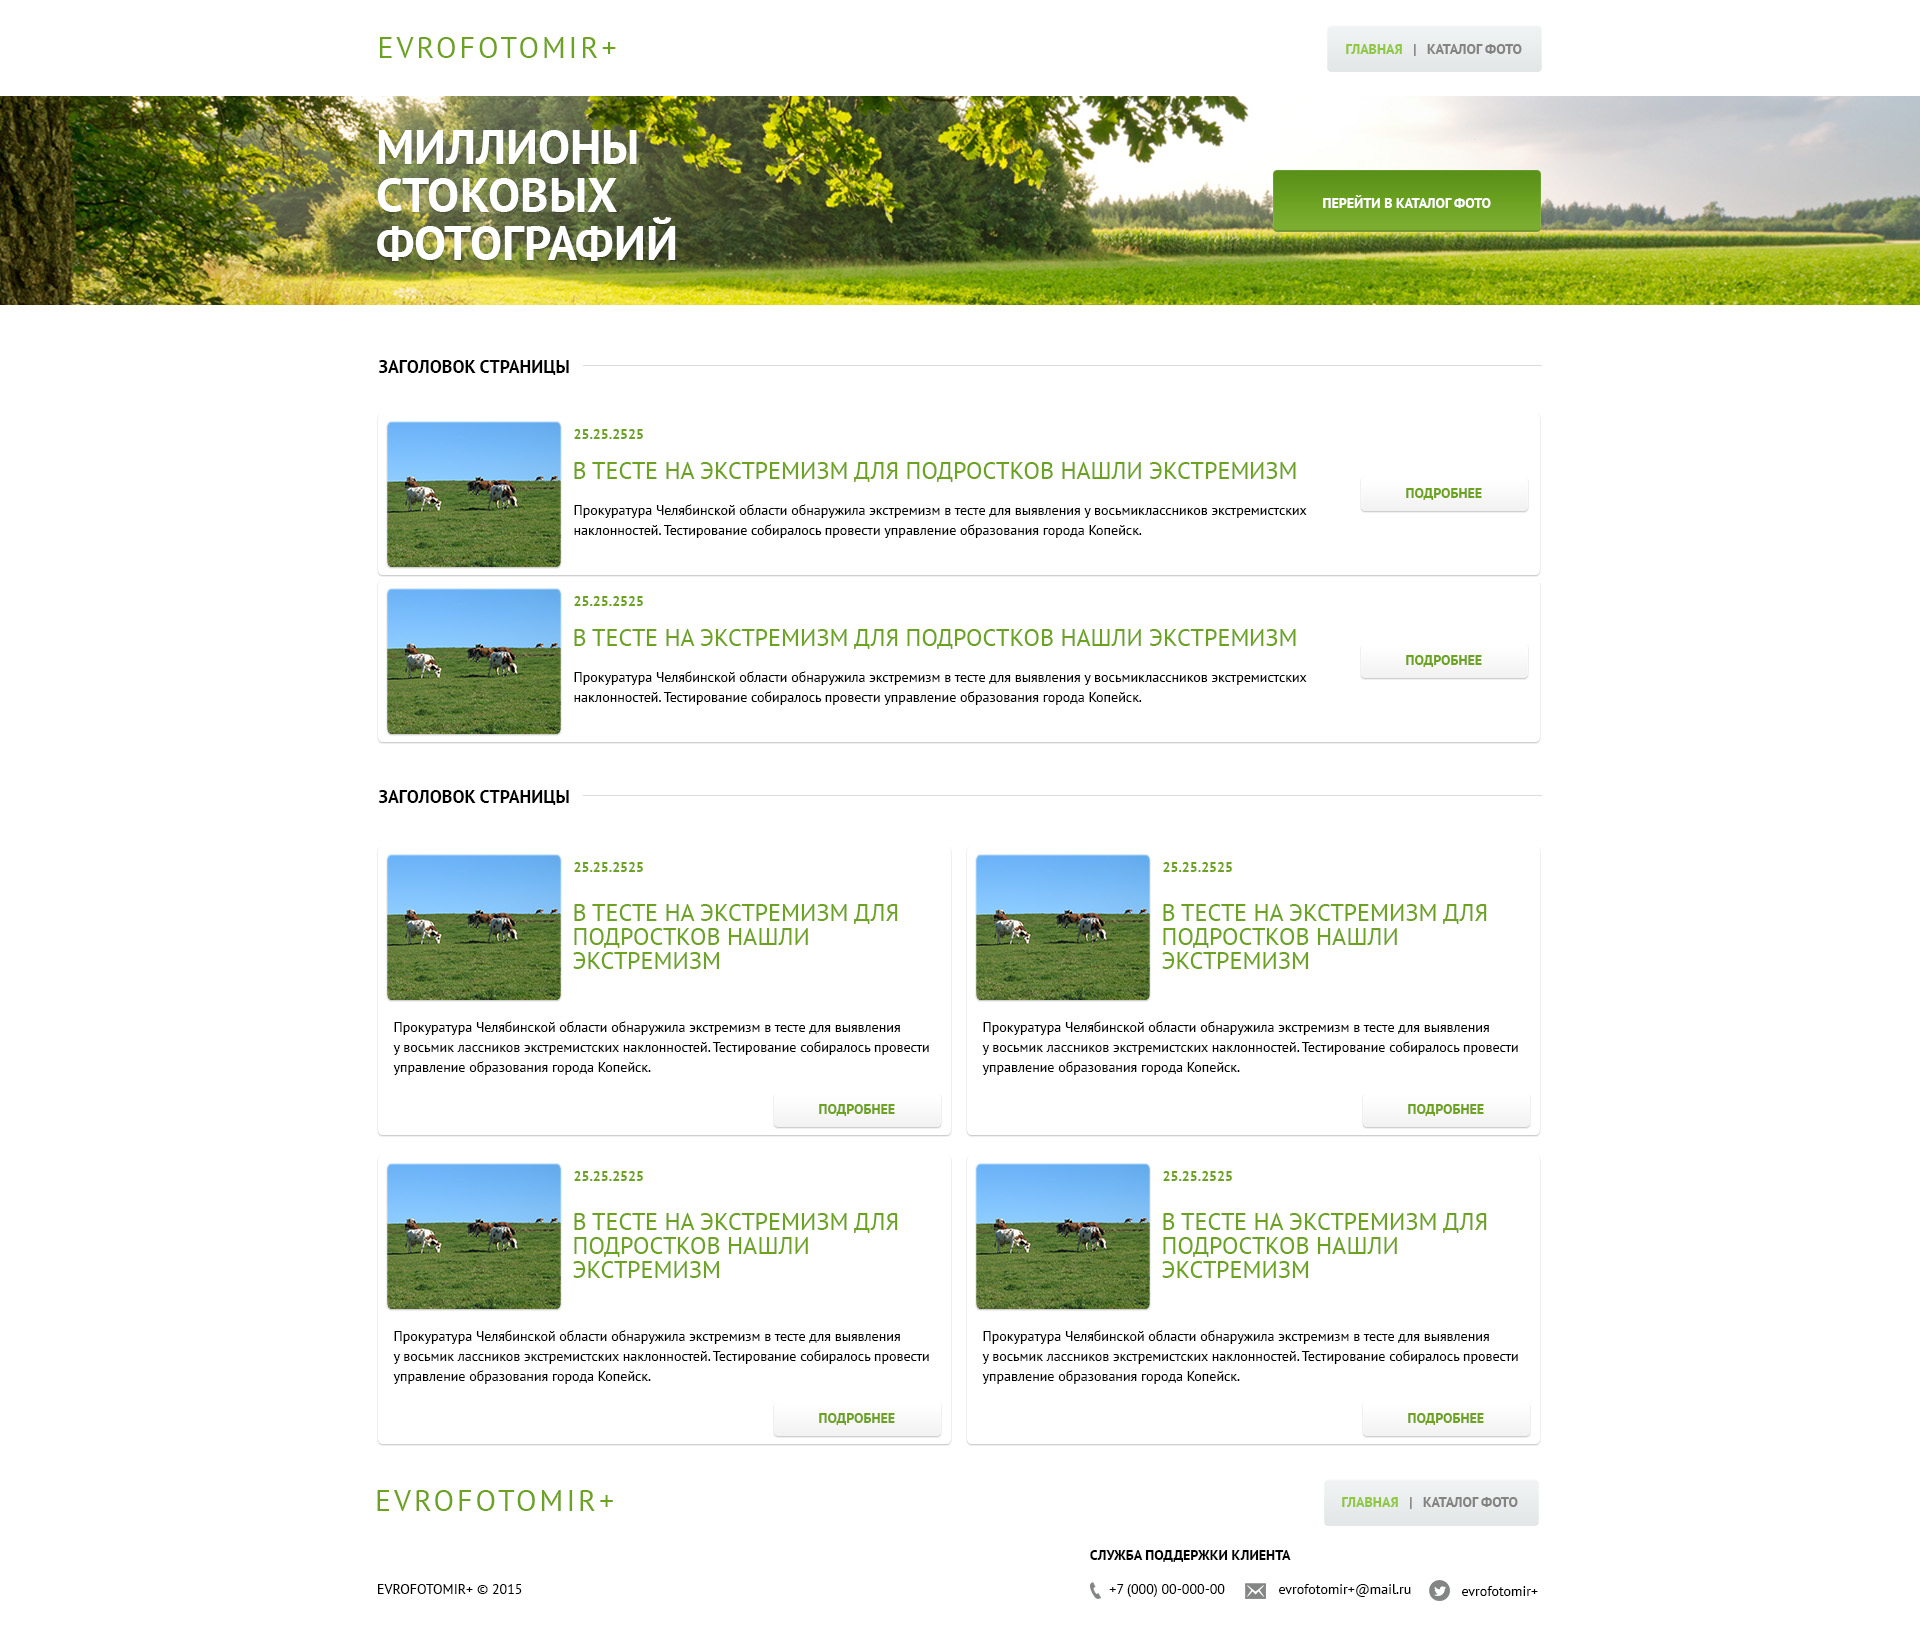 EVROFOTOMIR+
ГЛАВНАЯ | КАТАЛОГ ФОТО
МИЛЛИОНЫ
СТОКОВЫХ
ФОТОГРАФИЙ
ПЕРЕЙТИ В КАТАЛОГ ФОТО
ЗАГОЛОВОК СТРАНИЦЫ
25.25.2525
В ТЕСТЕ НА ЭКСТРЕМИЗМ ДЛЯ ПОДРОСТКОВ НАШЛИ ЭКСТРЕМИЗМ
Прокуратура Челябинской области обнаружила экстремизм в тесте для выявления у восьмиклассников экстремистских
наклонностей. Тестирование собиралось провести управление образования города Копейск.
ПОДРОБНЕЕ
25.25.2525
В ТЕСТЕ НА ЭКСТРЕМИЗМ ДЛЯ ПОДРОСТКОВ НАШЛИ ЭКСТРЕМИЗМ
Прокуратура Челябинской области обнаружила экстремизм в тесте для выявления у восьмиклассников экстремистских
наклонностей. Тестирование собиралось провести управление образования города Копейск.
ПОДРОБНЕЕ
ЗАГОЛОВОК СТРАНИЦЫ
25.25.2525
В ТЕСТЕ НА ЭКСТРЕМИЗМ ДЛЯ
ПОДРОСТКОВ НАШЛИ
ЭКСТРЕМИЗМ
Прокуратура Челябинской области обнаружила экстремизм в тесте для выявления
у восьмик лассников экстремистских наклонностей. Тестирование собиралось провести
управление образования города Копейск.
ПОДРОБНЕЕ
25.25.2525
В ТЕСТЕ НА ЭКСТРЕМИЗМ ДЛЯ
ПОДРОСТКОВ НАШЛИ
ЭКСТРЕМИЗМ
Прокуратура Челябинской области обнаружила экстремизм в тесте для выявления
у восьмик лассников экстремистских наклонностей. Тестирование собиралось провести
управление образования города Копейск.
ПОДРОБНЕЕ
25.25.2525
В ТЕСТЕ НА ЭКСТРЕМИЗМ ДЛЯ
ПОДРОСТКОВ НАШЛИ
ЭКСТРЕМИЗМ
Прокуратура Челябинской области обнаружила экстремизм в тесте для выявления
у восьмик лассников экстремистских наклонностей. Тестирование собиралось провести
управление образования города Копейск.
ПОДРОБНЕЕ
25.25.2525
В ТЕСТЕ НА ЭКСТРЕМИЗМ ДЛЯ
ПОДРОСТКОВ НАШЛИ
ЭКСТРЕМИЗМ
Прокуратура Челябинской области обнаружила экстремизм в тесте для выявления
у восьмик лассников экстремистских наклонностей. Тестирование собиралось провести
управление образования города Копейск.
ПОДРОБНЕЕ
EVROFOTOMIR+
ГЛАВНАЯ | КАТАЛОГ ФОТО
СЛУЖБА ПОДДЕРЖКИ КЛИЕНТА
EVROFOTOMIR+ © 2015
+7 (000) 00-000-00
evrofotomir+@mail.ru
evrofotomir+